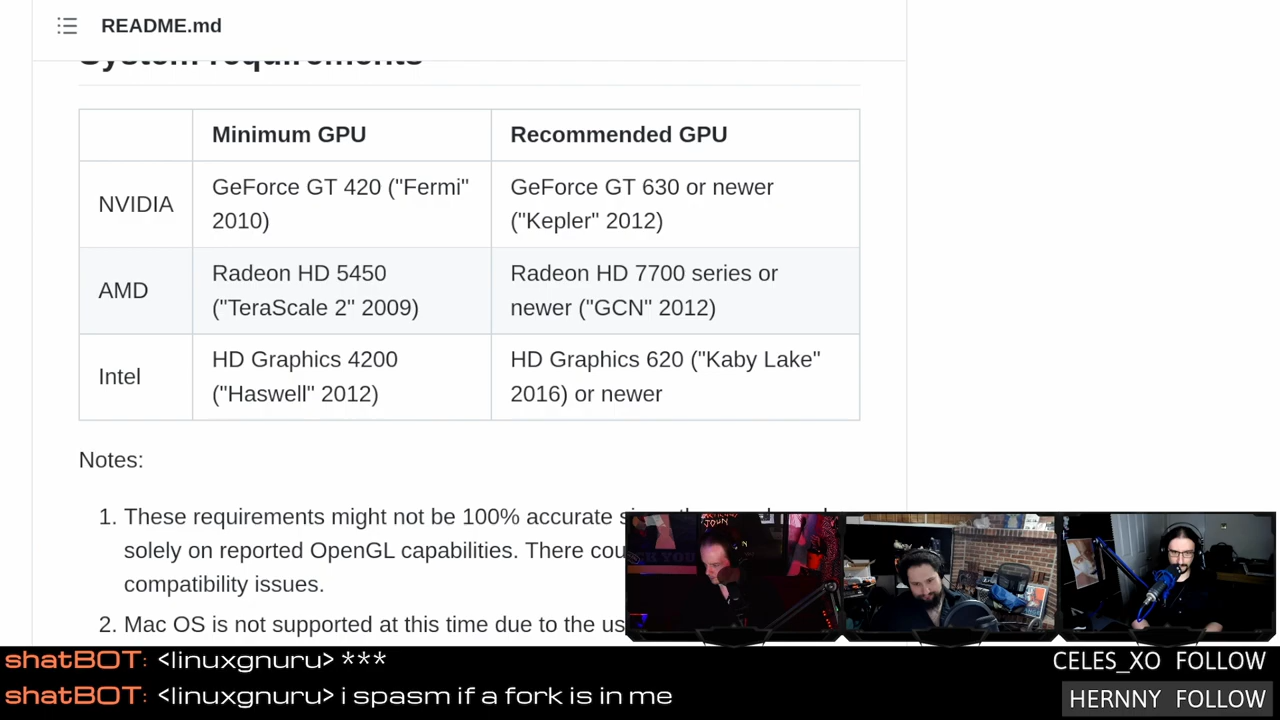 README.md
System requirements
Minimum GPU
Recommended GPU
NVIDIA
GeForce GT 420 ("Fermi"
2010)
GeForce GT 630 or newer
("Kepler" 2012)
AMD
Radeon HD 5450
("TeraScale 2" 2009)
Radeon HD 7700 series or
newer ("GCN" 2012)
Intel
HD Graphics 4200
("Haswell" 2012)
HD Graphics 620 ("Kaby Lake"
2016) or newer
Notes:
1. These requirements might not be 100% accurate
solely on reported OpenGL capabilities. There
compatibility issues.
2. Mac OS is not supported at this time due to the
shatBOT: <linuxgnuru> ***
CELES_XO FOLLOW
shatBOT: <linuxgnuru> i spasm if a fork is in me
HERNNY FOLLOW